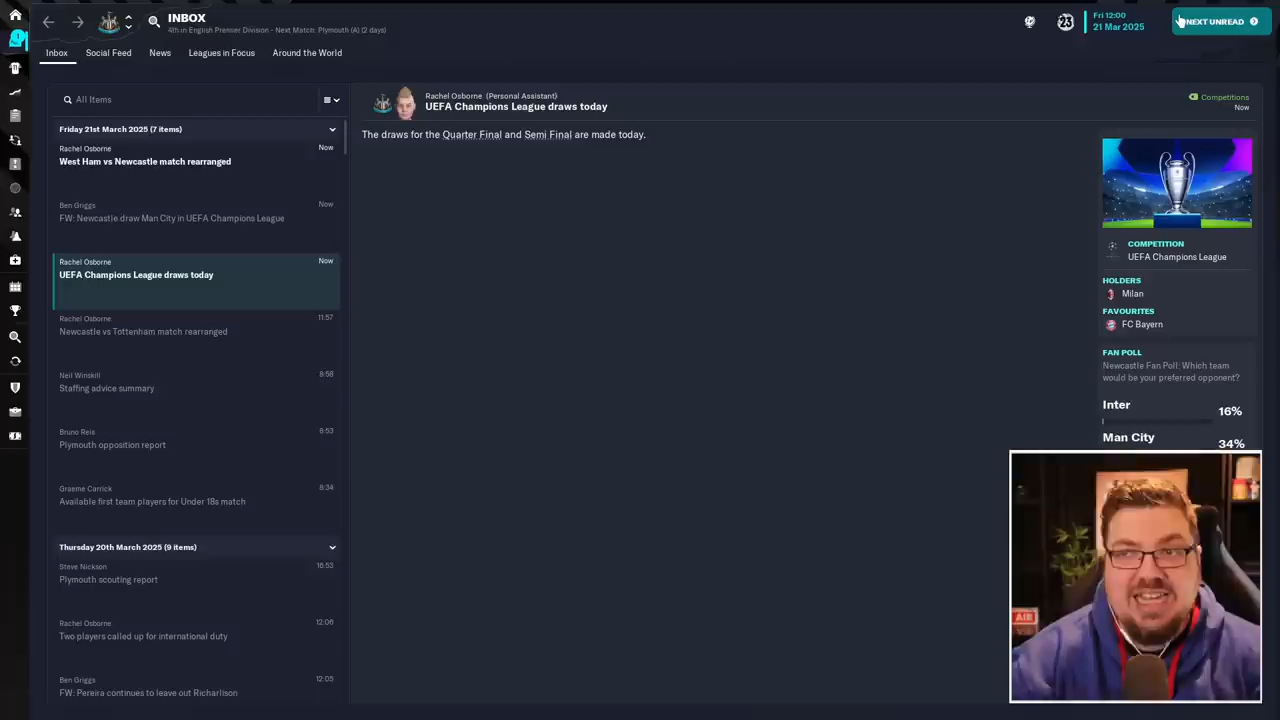 INBOX
4th in English Premier Division - Next Match: Plymouth (A) (2 days)
23
Fri 12:00
21 Mar 2025
NEXT UNREAD
Inbox
Social Feed
News
Leagues in Focus
Around the World
All Items
Friday 21st March 2025 (7 items)
Rachel Osborne
Now
West Ham vs Newcastle match rearranged
Ben Griggs
Now
FW: Newcastle draw Man City in UEFA Champions League
Rachel Osborne
Now
UEFA Champions League draws today
Rachel Osborne
11:57
Newcastle vs Tottenham match rearranged
Neil Winskill
8:58
Staffing advice summary
Bruno Reis
8:53
Plymouth opposition report
Graeme Carrick
8:34
Available first team players for Under 18s match
Thursday 20th March 2025 (9 items)
Steve Nickson
16:53
Plymouth scouting report
Rachel Osborne
12:06
Two players called up for international duty
Ben Griggs
12:05
FW: Pereira continues to leave out Richarlison
Rachel Osborne (Personal Assistant)
UEFA Champions League draws today
Competitions
Now
The draws for the Quarter Final and Semi Final are made today.
COMPETITION
UEFA Champions League
HOLDERS
Milan
FAVOURITES
FC Bayern
FAN POLL
Newcastle Fan Poll: Which team
would be your preferred opponent?
Inter
16%
Man City
34%
AIR